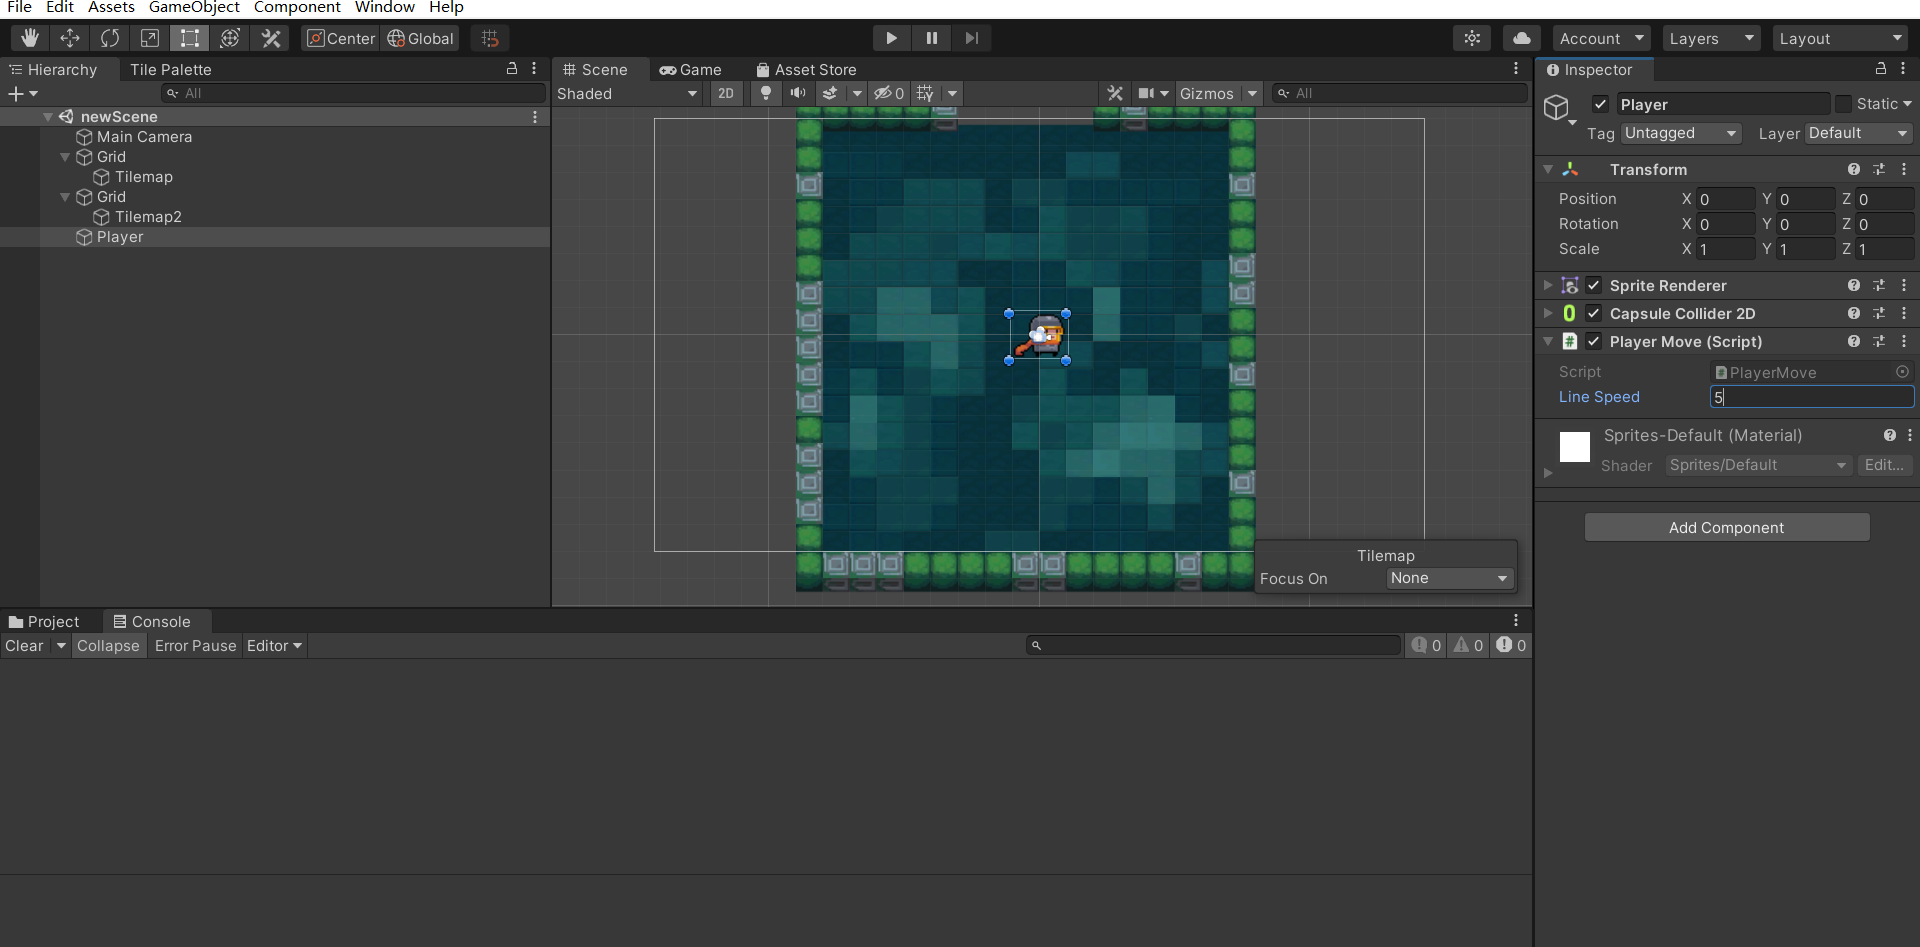 File Edit Assets GameObject Component Window Help
Center Global
Account Layers Layout
Hierarchy Tile Palette
All
newScene
Main Camera
Grid
Tilemap
Grid
Tilemap2
Player
Scene Game Asset Store
Shaded 2D 0 Gizmos All
Tilemap
Focus On None
Inspector
Player Static
Tag Untagged Layer Default
Transform
Position X 0 Y 0 Z 0
Rotation X 0 Y 0 Z 0
Scale X 1 Y 1 Z 1
Sprite Renderer
Capsule Collider 2D
# Player Move (Script)
Script PlayerMove
Line Speed 5
Sprites-Default (Material)
Shader Sprites/Default Edit...
Add Component
Project Console
Clear Collapse Error Pause Editor 0 0 0